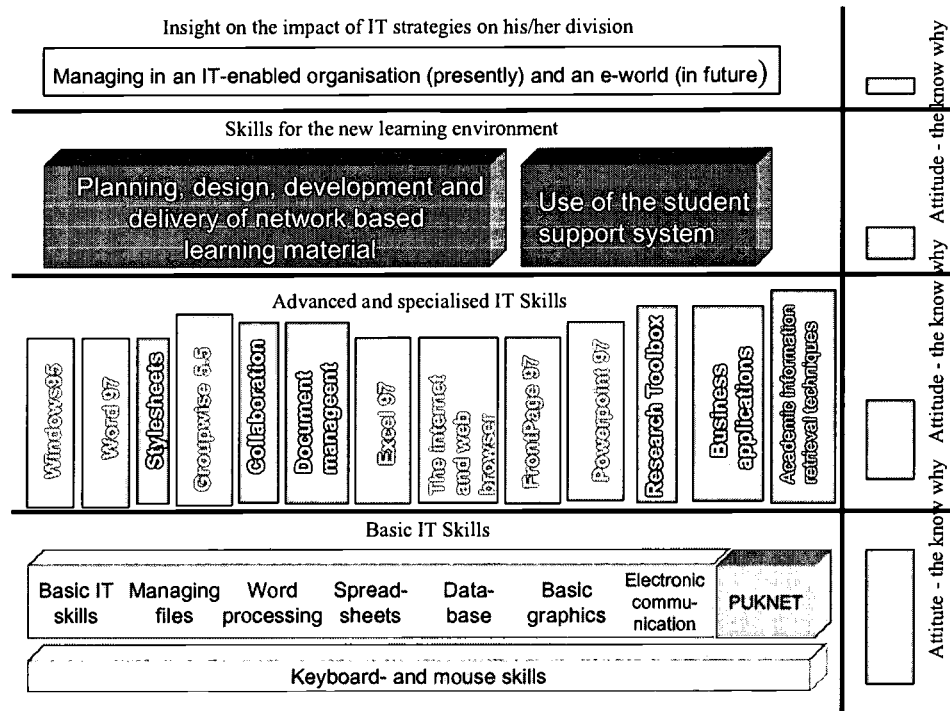 Insight on the impact of IT strategies on his/her division
Managing in an IT-enabled organisation (presently) and an e-world (in future)
Skills for the new learning environment
Planning, design, development and
delivery of network based
learning material
Use of the student
support system
Advanced and specialised IT Skills
Windows95
Word 97
Stylesheets
Groupwise 5.5
Collaboration
Document
manageent
Excel 97
The internet
and web
browser
FrontPage 97
Powerpoint 97
Research Toolbox
Business
applications
Academic information
retrieval techniques
Basic IT Skills
Basic IT
skills
Managing
files
Word
processing
Spread-
sheets
Data-
base
Basic
graphics
Electronic
commu-
nication
PUKNET
Keyboard- and mouse skills
Attitute - the know why
Attitude - the know why
Attitude - the know why